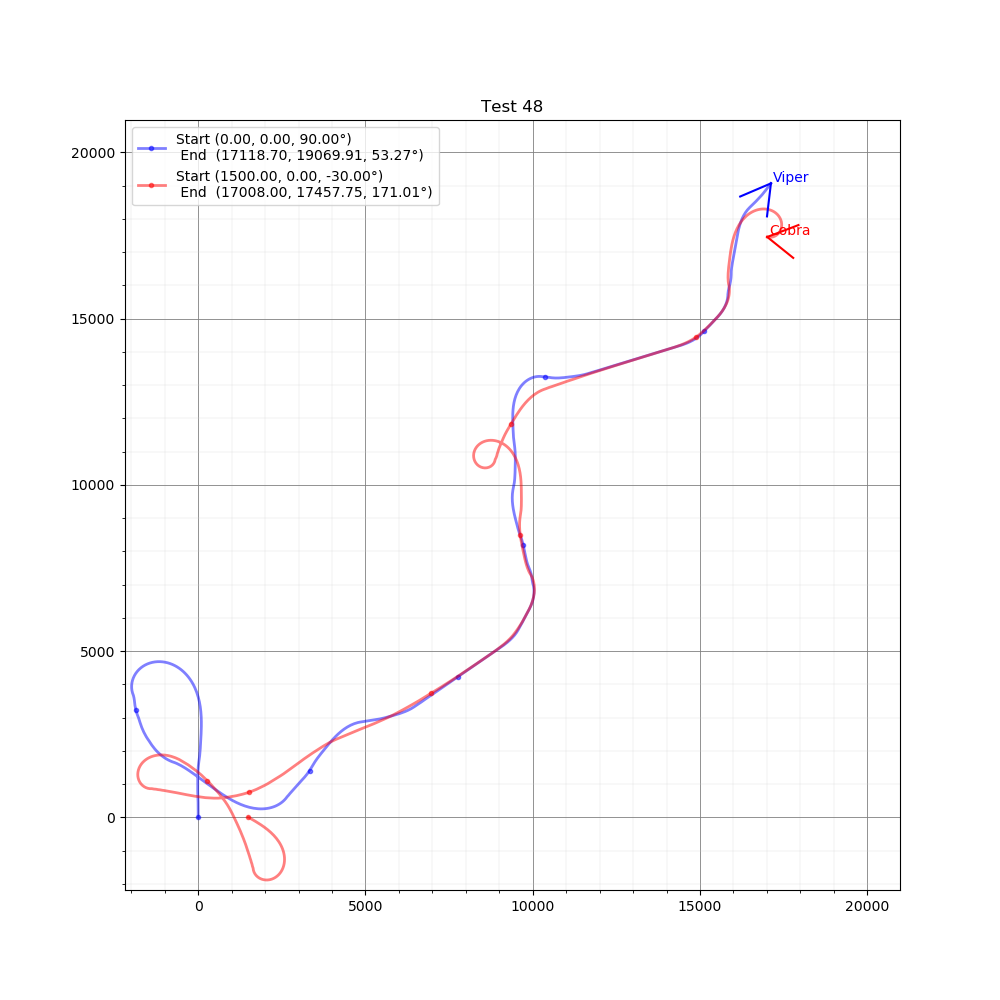 Test 48
Start (0.00, 0.00, 90.00°)
End (17118.70, 19069.91, 53.27°)
Start (1500.00, 0.00, -30.00°)
End (17008.00, 17457.75, 171.01°)
Viper
Cobra
20000
15000
10000
5000
0
0 5000 10000 15000 20000